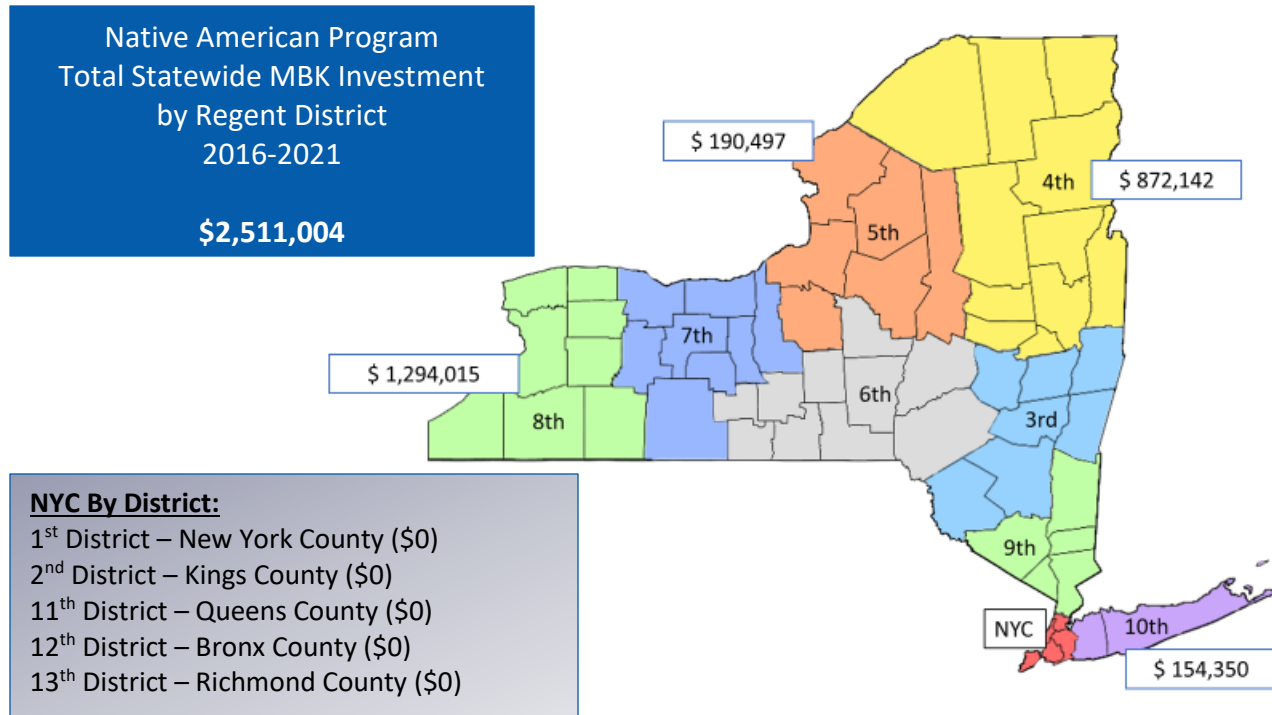 Native American Program
Total Statewide MBK Investment
by Regent District
2016-2021
$2,511,004
$ 190,497
4th
$ 872,142
5th
7th
$ 1,294,015
6th
8th
3rd
9th
NYC
10th
$ 154,350
NYC By District:
1st District – New York County ($0)
2nd District – Kings County ($0)
11th District – Queens County ($0)
12th District – Bronx County ($0)
13th District – Richmond County ($0)